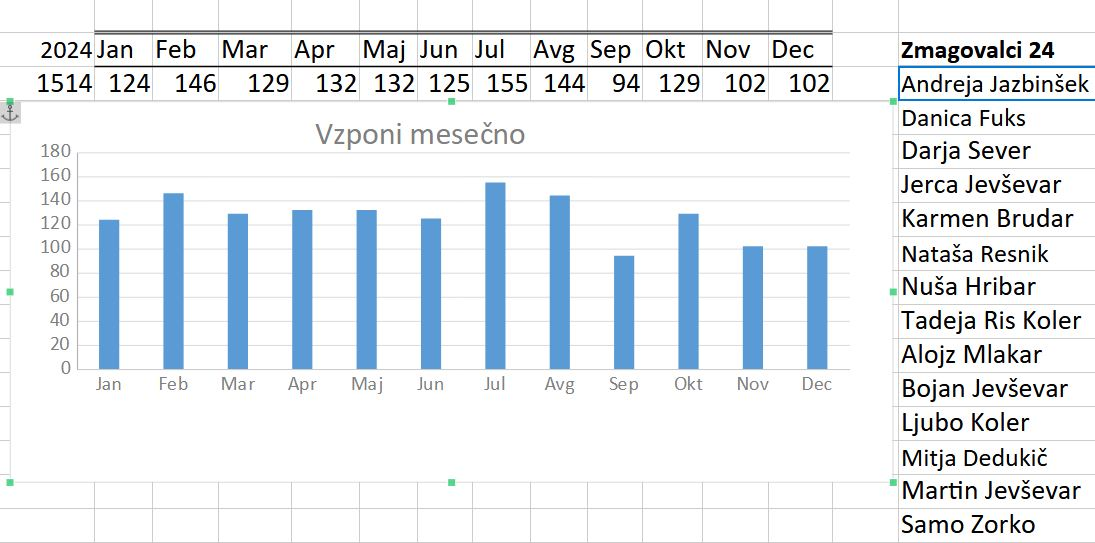 2024 Jan Feb Mar Apr Maj Jun Jul Avg Sep Okt Nov Dec
1514 124 146 129 132 132 125 155 144 94 129 102 102
Vzponi mesečno
180
160
140
120
100
80
60
40
20
0
Jan Feb Mar Apr Maj Jun Jul Avg Sep Okt Nov Dec
Zmagovalci 24
Andreja Jazbinšek
Danica Fuks
Darja Sever
Jerca Jevševar
Karmen Brudar
Nataša Resnik
Nuša Hribar
Tadeja Ris Koler
Alojz Mlakar
Bojan Jevševar
Ljubo Koler
Mitja Dedukič
Martin Jevševar
Samo Zorko